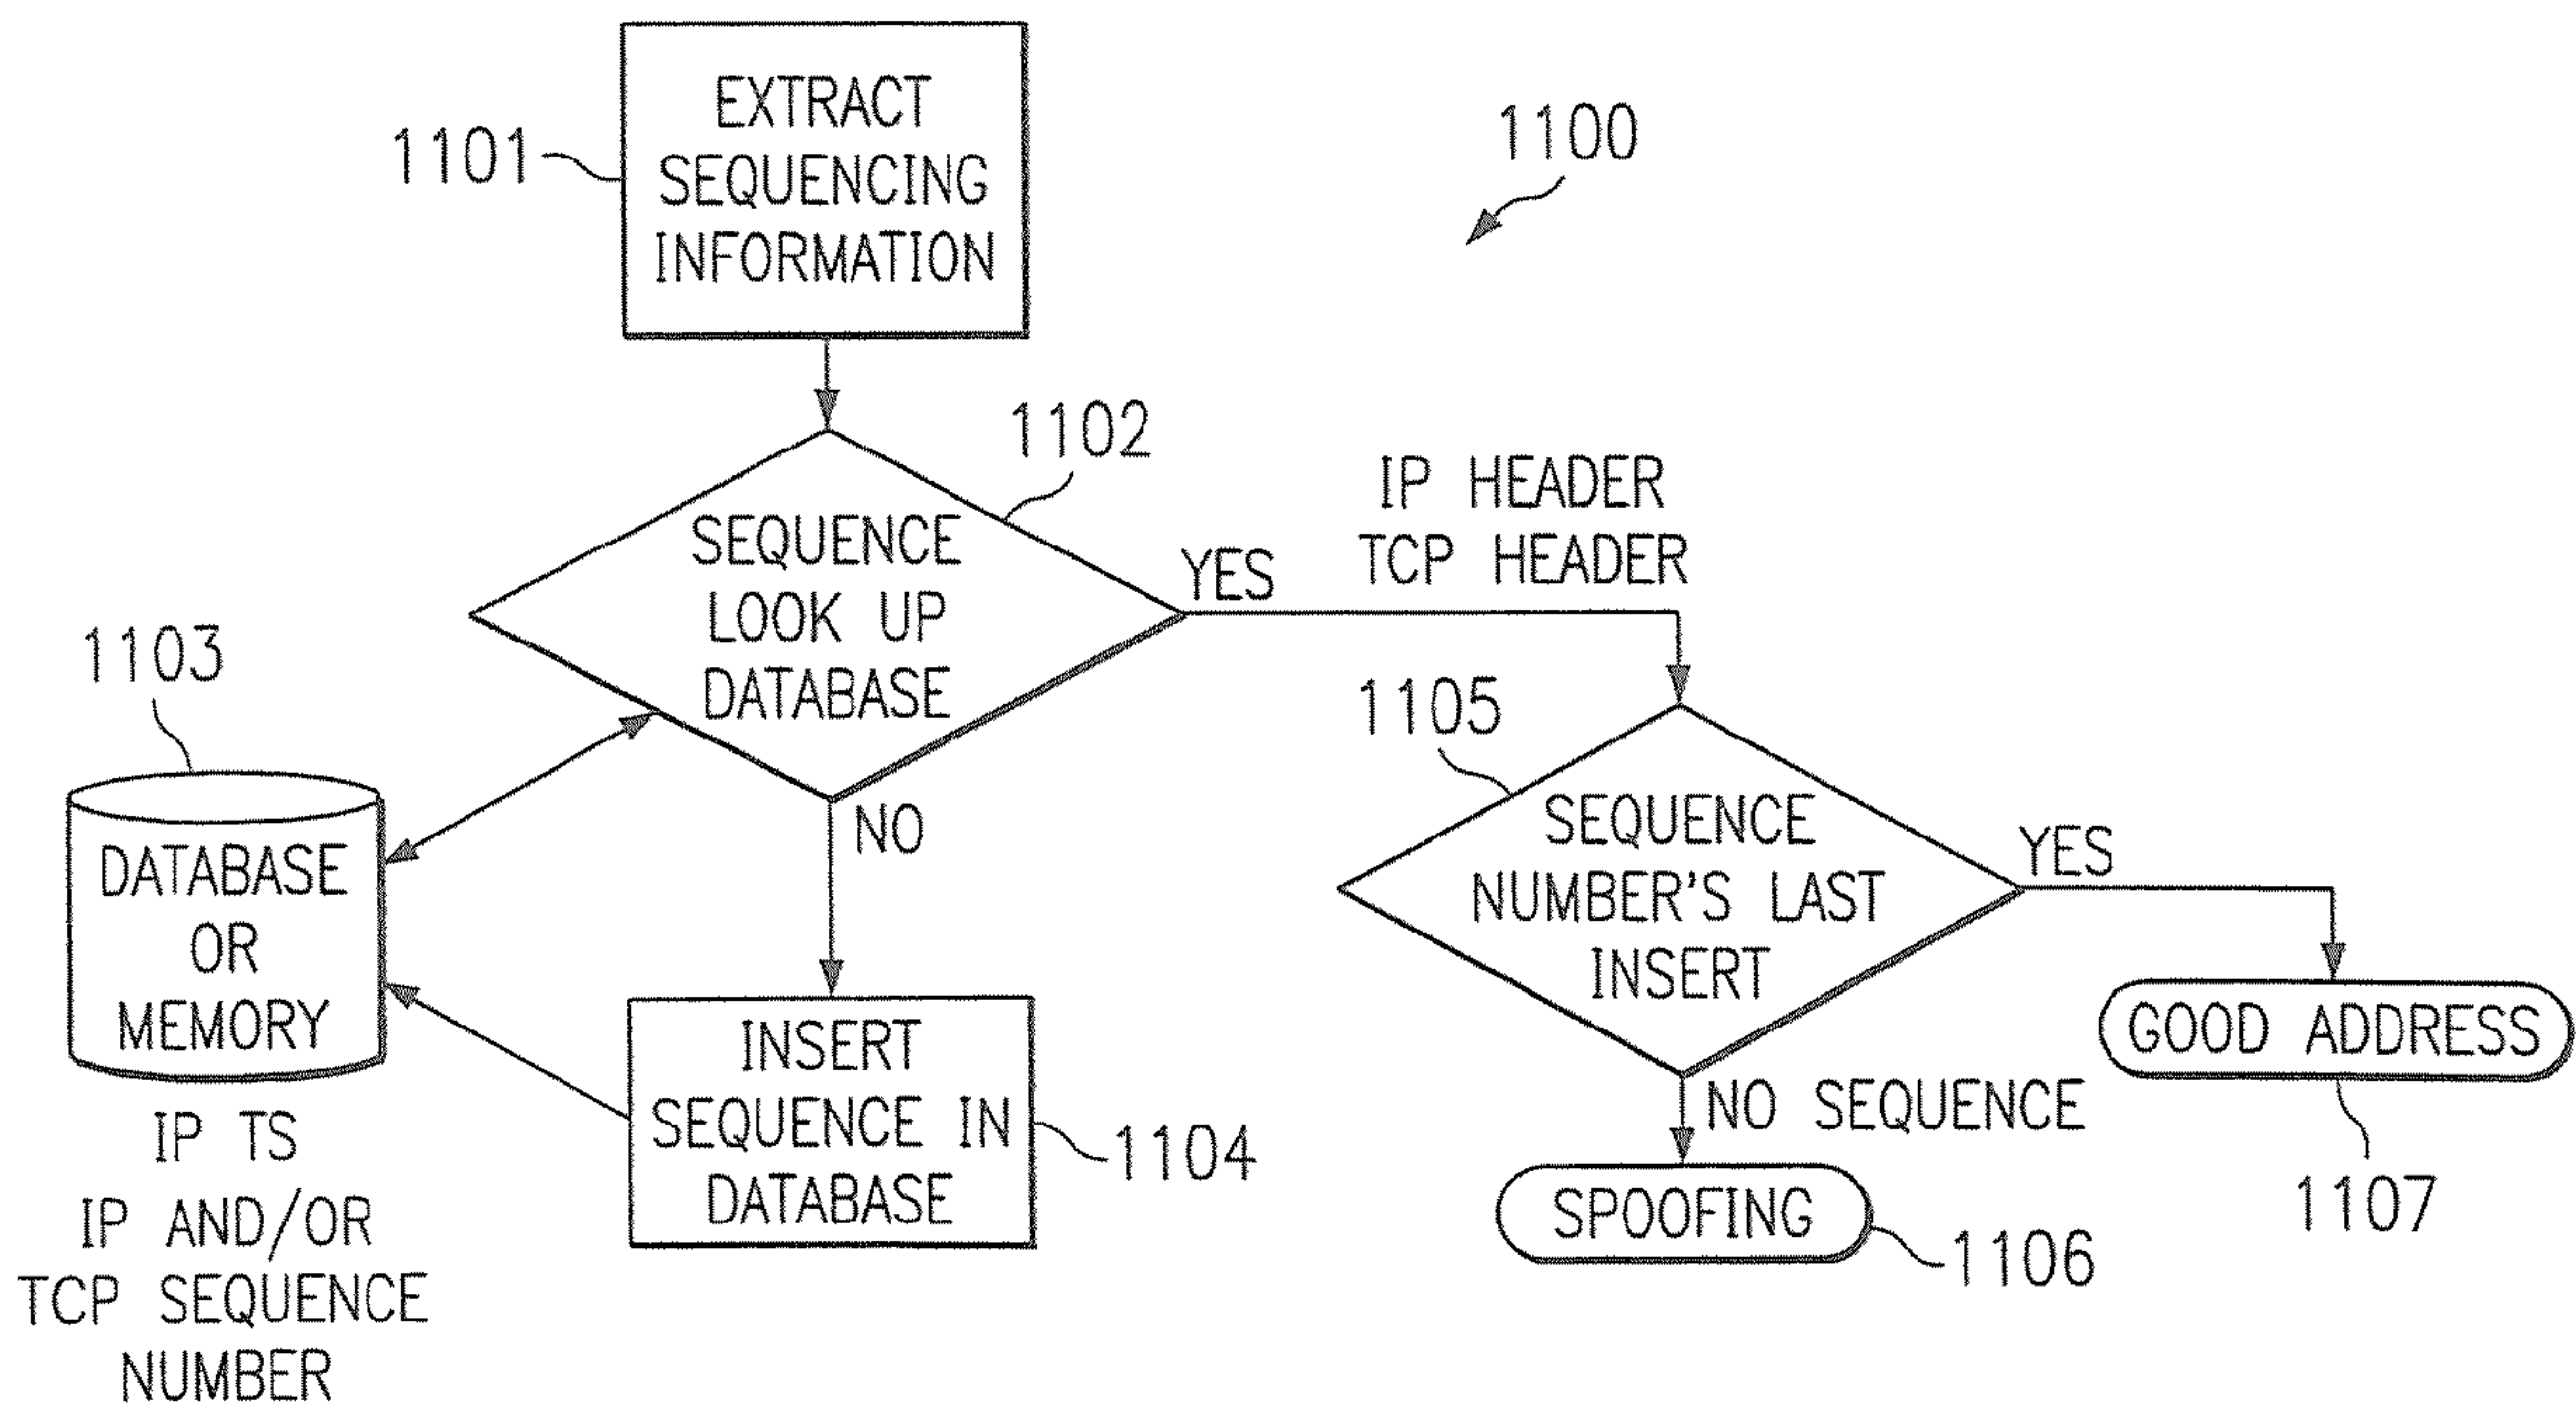 EXTRACT
SEQUENCING
INFORMATION
1101
1100
1102
SEQUENCE
LOOK UP
DATABASE
YES
IP HEADER
TCP HEADER
1103
NO
DATABASE
OR
MEMORY
IP TS
IP AND/OR
TCP SEQUENCE
NUMBER
INSERT
SEQUENCE IN
DATABASE
1104
1105
SEQUENCE
NUMBER'S LAST
INSERT
YES
GOOD ADDRESS
1107
NO SEQUENCE
SPOOFING
1106